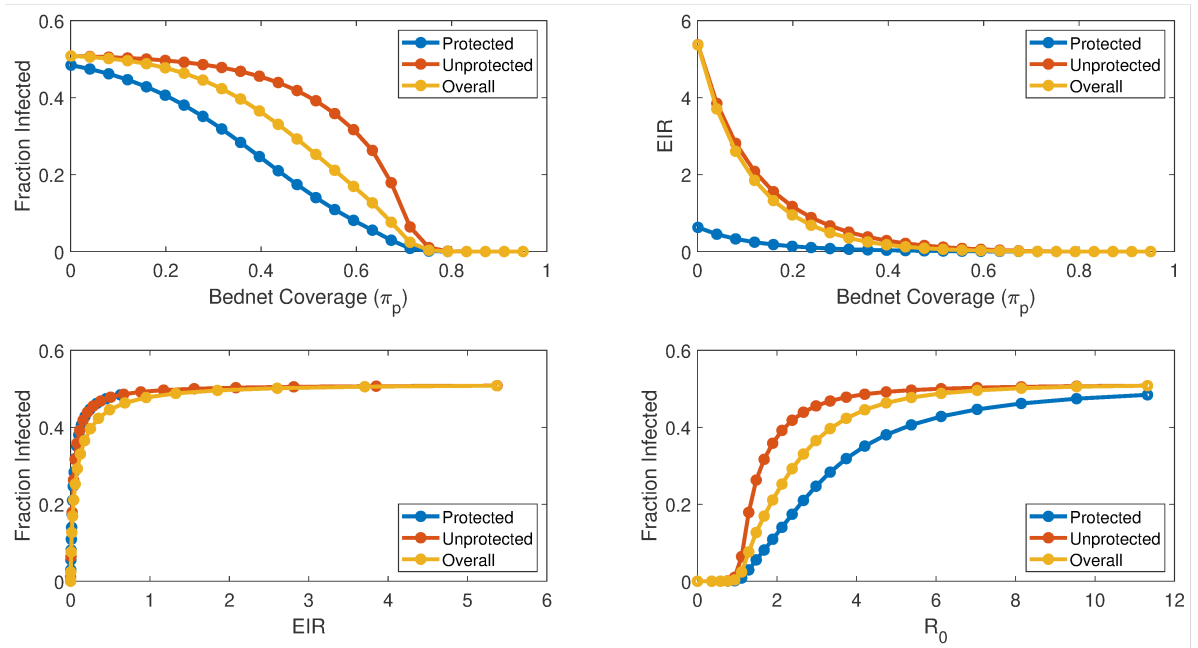 0.6
0.4
0.2
0
Fraction Infected
0 0.2 0.4 0.6 0.8 1
Bednet Coverage (πp)
Protected
Unprotected
Overall
6
4
2
0
EIR
0 0.2 0.4 0.6 0.8 1
Bednet Coverage (πp)
Protected
Unprotected
Overall
0.6
0.4
0.2
0
Fraction Infected
0 1 2 3 4 5 6
EIR
Protected
Unprotected
Overall
0.6
0.4
0.2
0
Fraction Infected
0 2 4 6 8 10 12
R0
Protected
Unprotected
Overall